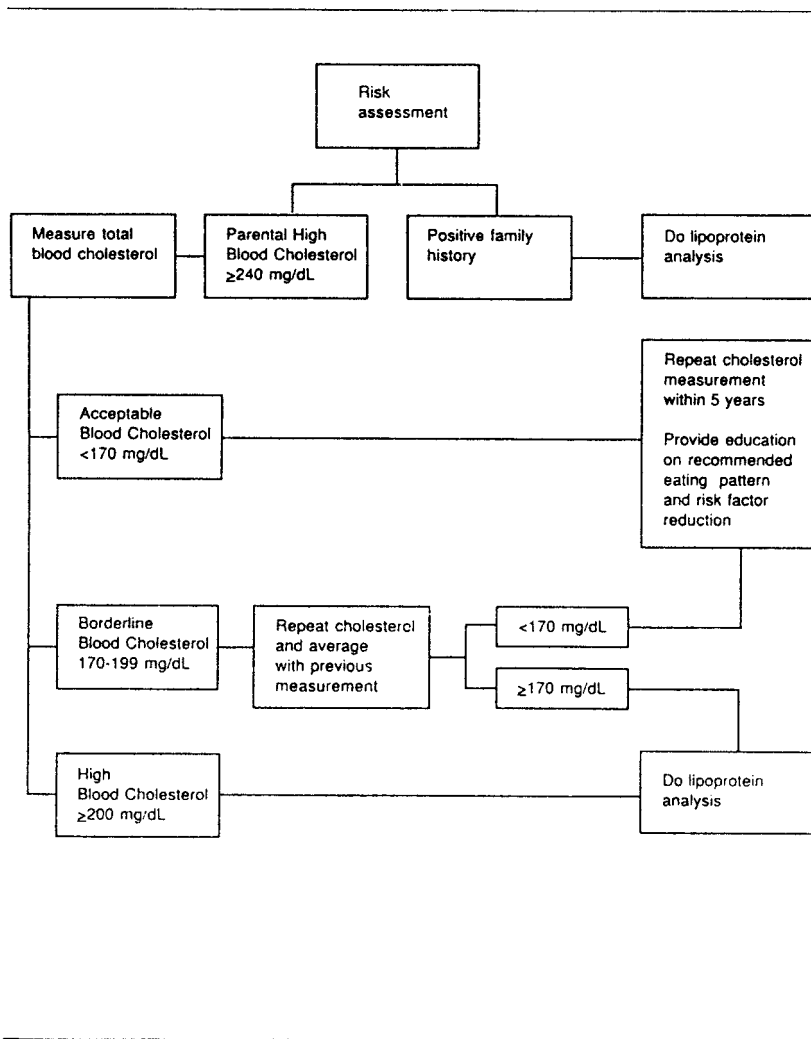 Risk
assessment
Measure total
blood cholesterol
Parental High
Blood Cholesterol
≥240 mg/dL
Positive family
history
Do lipoprotein
analysis
Repeat cholesterol
measurement
within 5 years
Provide education
on recommended
eating pattern
and risk factor
reduction
Acceptable
Blood Cholesterol
<170 mg/dL
Borderline
Blood Cholesterol
170-199 mg/dL
Repeat cholesterol
and average
with previous
measurement
<170 mg/dL
≥170 mg/dL
High
Blood Cholesterol
≥200 mg/dL
Do lipoprotein
analysis